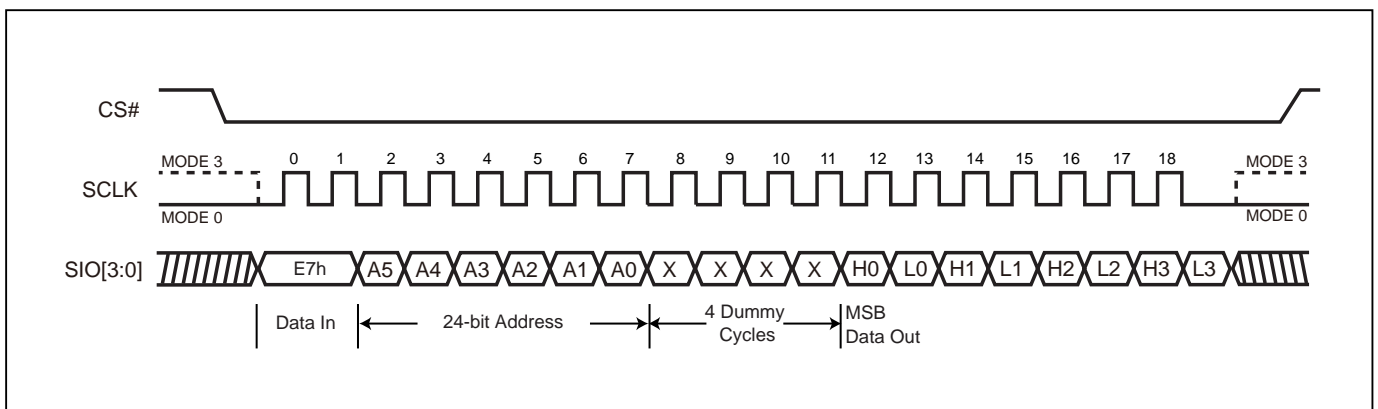 CS#
MODE 3 0 1 2 3 4 5 6 7 8 9 10 11 12 13 14 15 16 17 18 MODE 3
SCLK
MODE 0 MODE 0
SIO[3:0] E7h A5 A4 A3 A2 A1 A0 X X X X H0 L0 H1 L1 H2 L2 H3 L3
Data In 24-bit Address 4 Dummy MSB
Cycles Data Out